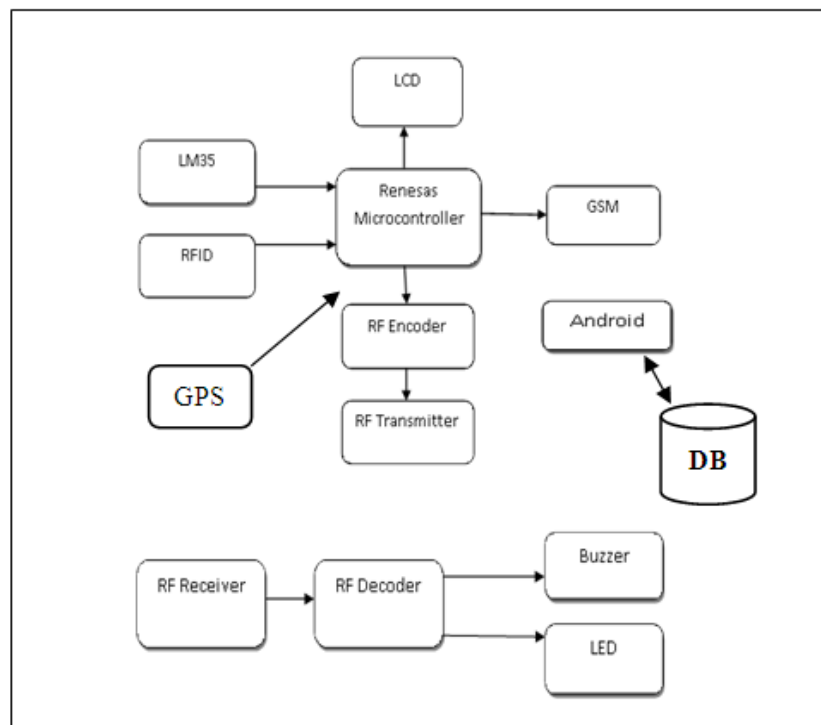 LCD
LM35
Renesas
Microcontroller
GSM
RFID
RF Encoder
Android
GPS
RF Transmitter
DB
RF Receiver
RF Decoder
Buzzer
LED